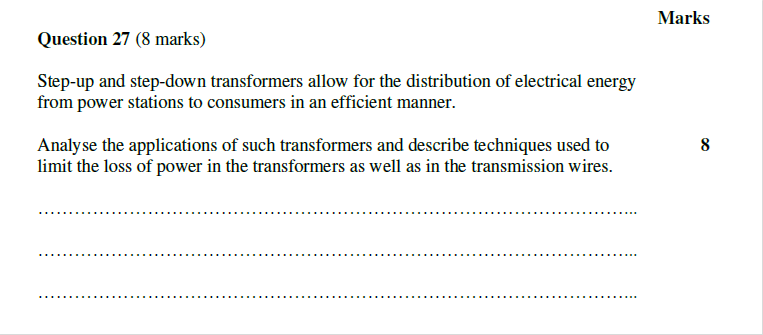 Marks
Question 27 (8 marks)
Step-up and step-down transformers allow for the distribution of electrical energy
from power stations to consumers in an efficient manner.
Analyse the applications of such transformers and describe techniques used to 8
limit the loss of power in the transformers as well as in the transmission wires.